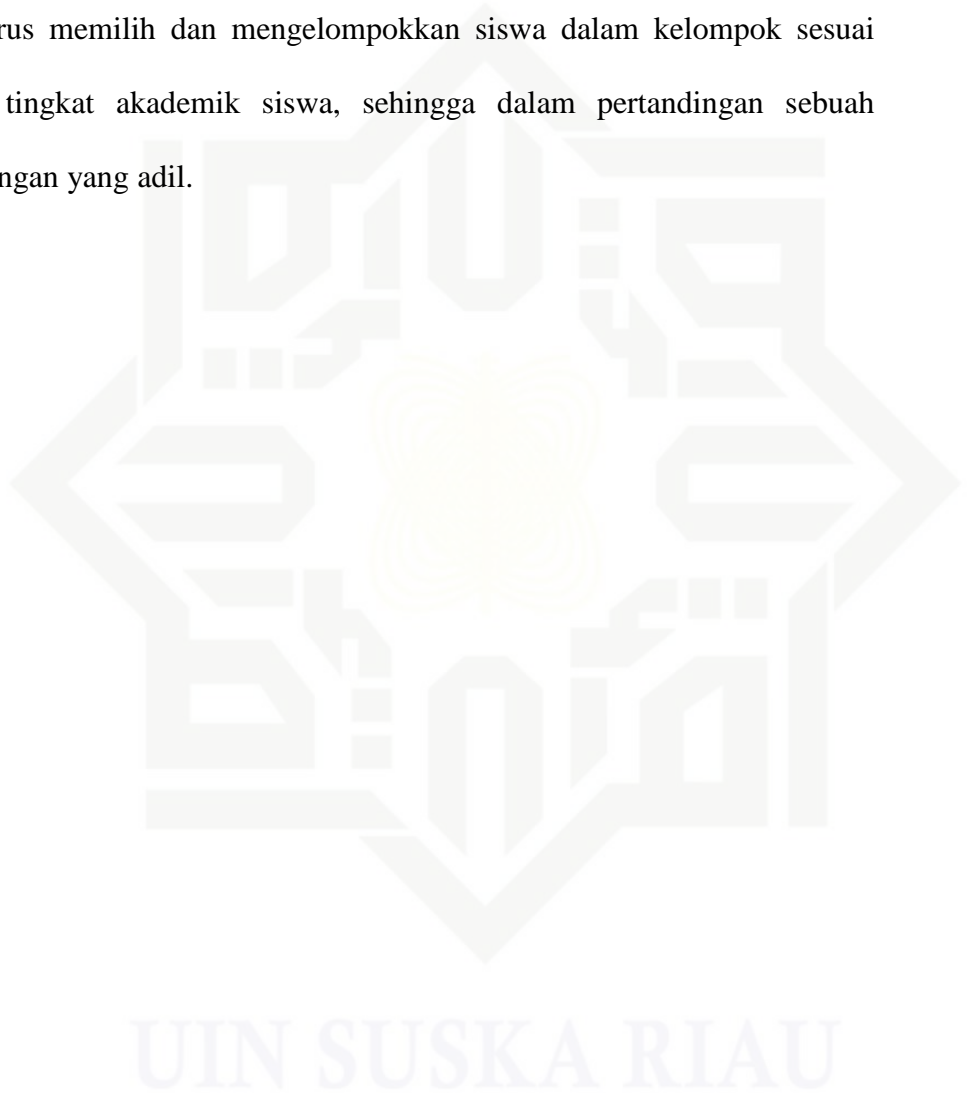 rus memilih dan mengelompokkan siswa dalam kelompok sesuai
tingkat akademik siswa, sehingga dalam pertandingan sebuah
ngan yang adil.
UIN SUSKA RIAU